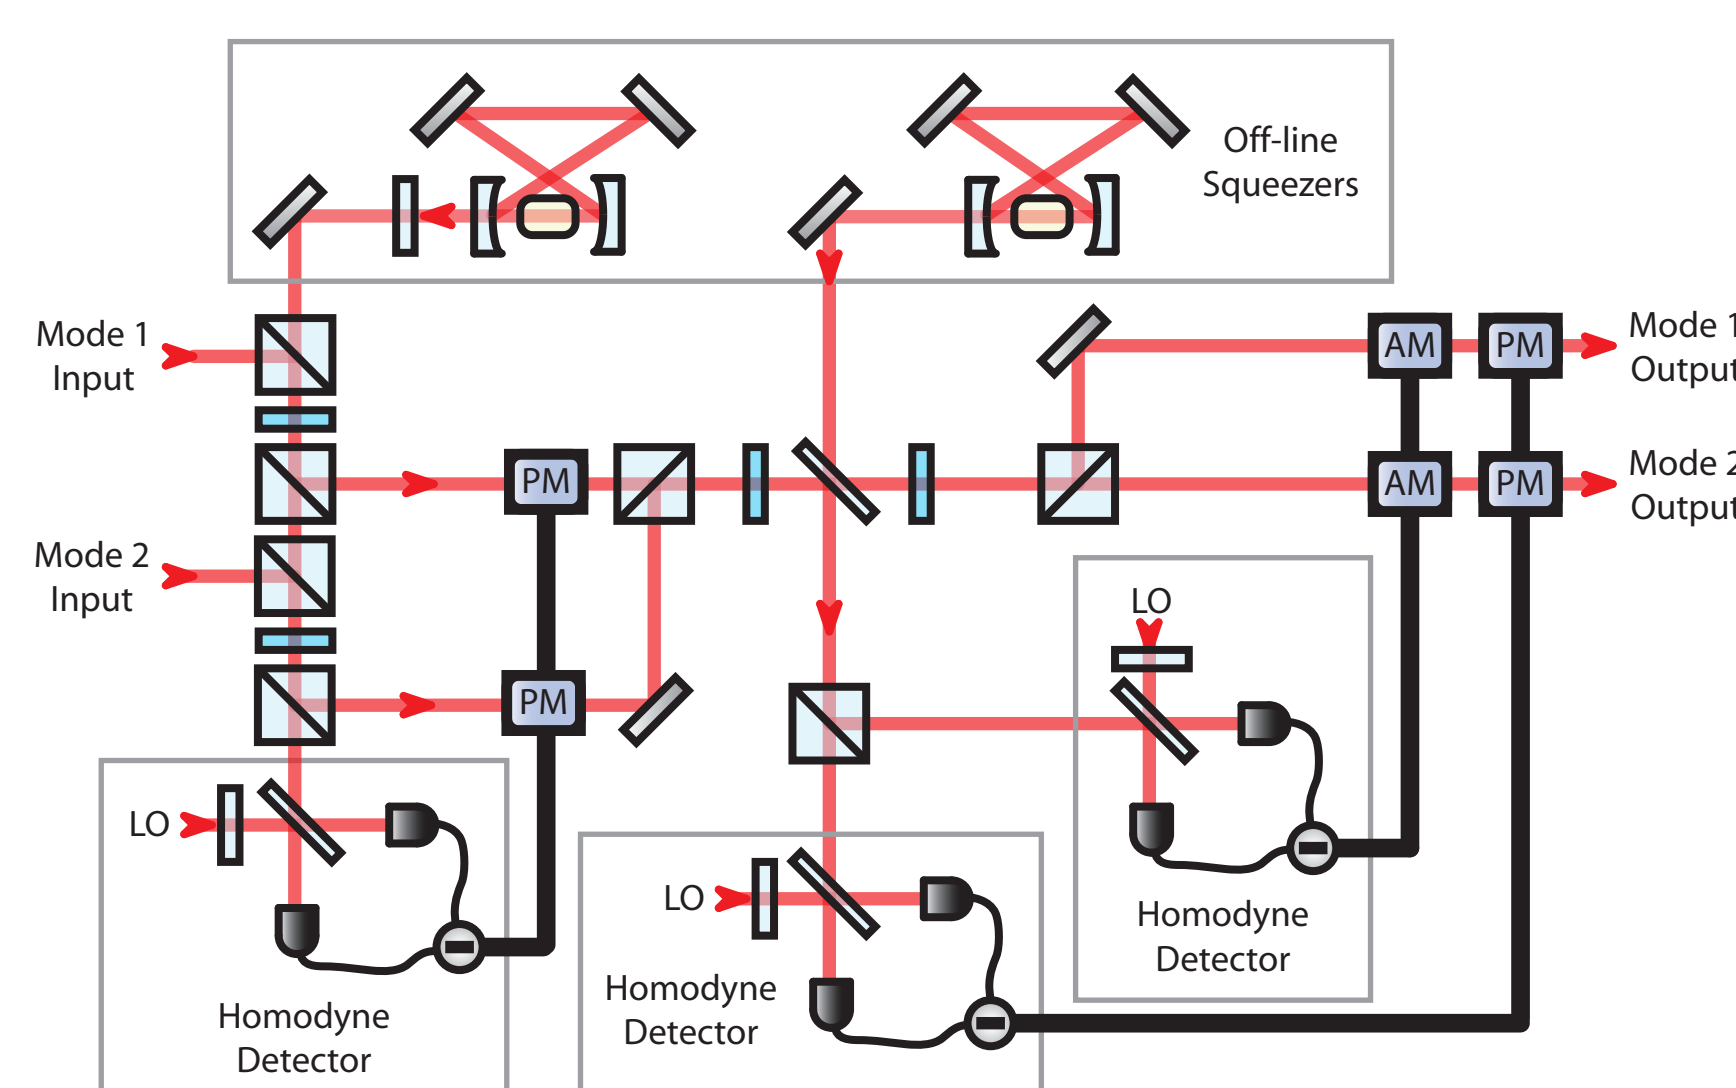 Off-line
Squeezers
Mode 1
Input
AM
PM
Mode 1
Output
PM
AM
PM
Mode 2
Output
Mode 2
Input
LO
PM
LO
LO
Homodyne
Detector
Homodyne
Detector
Homodyne
Detector